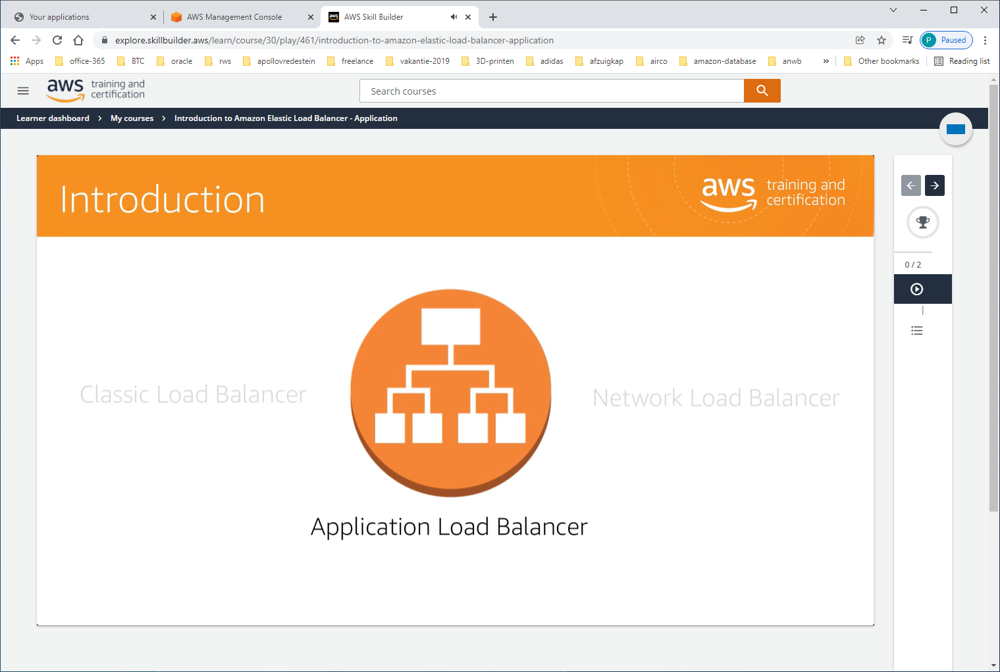 Your applications
AWS Management Console
aws
AWS Skill Builder
explore.skillbuilder.aws/learn/course/30/play/461/introduction-to-amazon-elastic-load-balancer-application
P Paused
Apps office-365 BTC oracle rws apollovredestein freelance vakantie-2019 3D-printen adidas afzuigkap airco amazon-database anwb » Other bookmarks Reading list
aws training and
certification
Search courses
Learner dashboard > My courses > Introduction to Amazon Elastic Load Balancer - Application
Introduction
aws training and
certification
0 / 2
Classic Load Balancer
Network Load Balancer
Application Load Balancer